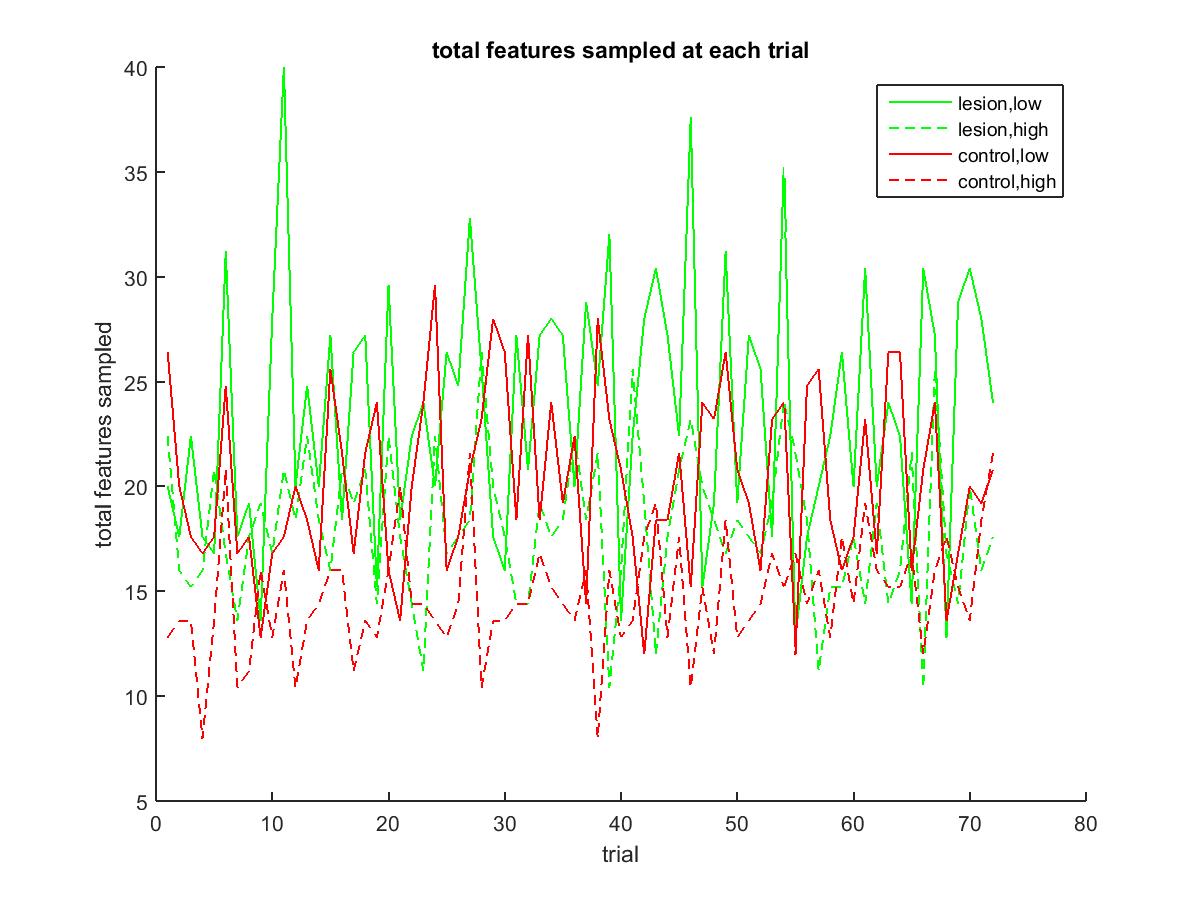 total features sampled at each trial
40
35
30
25
20
15
10
5
total features sampled
lesion,low
lesion,high
control,low
control,high
0 10 20 30 40 50 60 70 80
trial